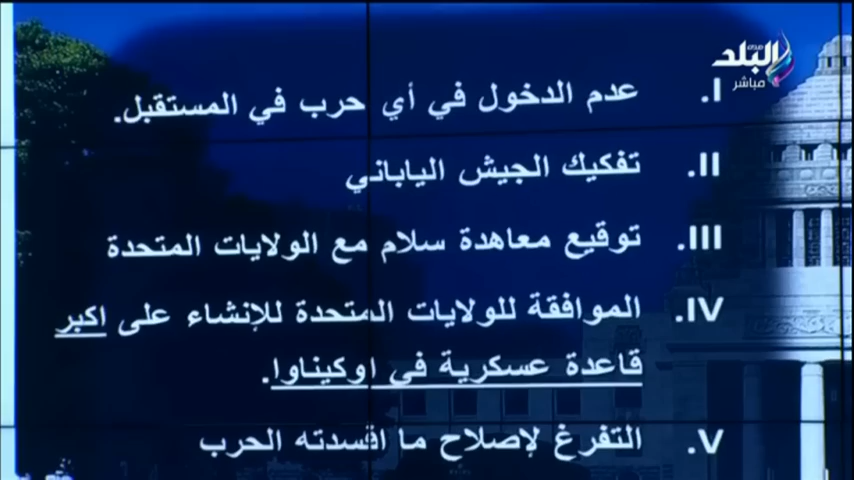 صدى
البلد
مباشر
I. عدم الدخول في أي حرب في المستقبل.
II. تفكيك الجيش الياباني
III. توقيع معاهدة سلام مع الولايات المتحدة
IV. الموافقة للولايات المتحدة للإنشاء على اكبر
قاعدة عسكرية في اوكيناوا.
V. التفرغ لإصلاح ما افسدته الحرب